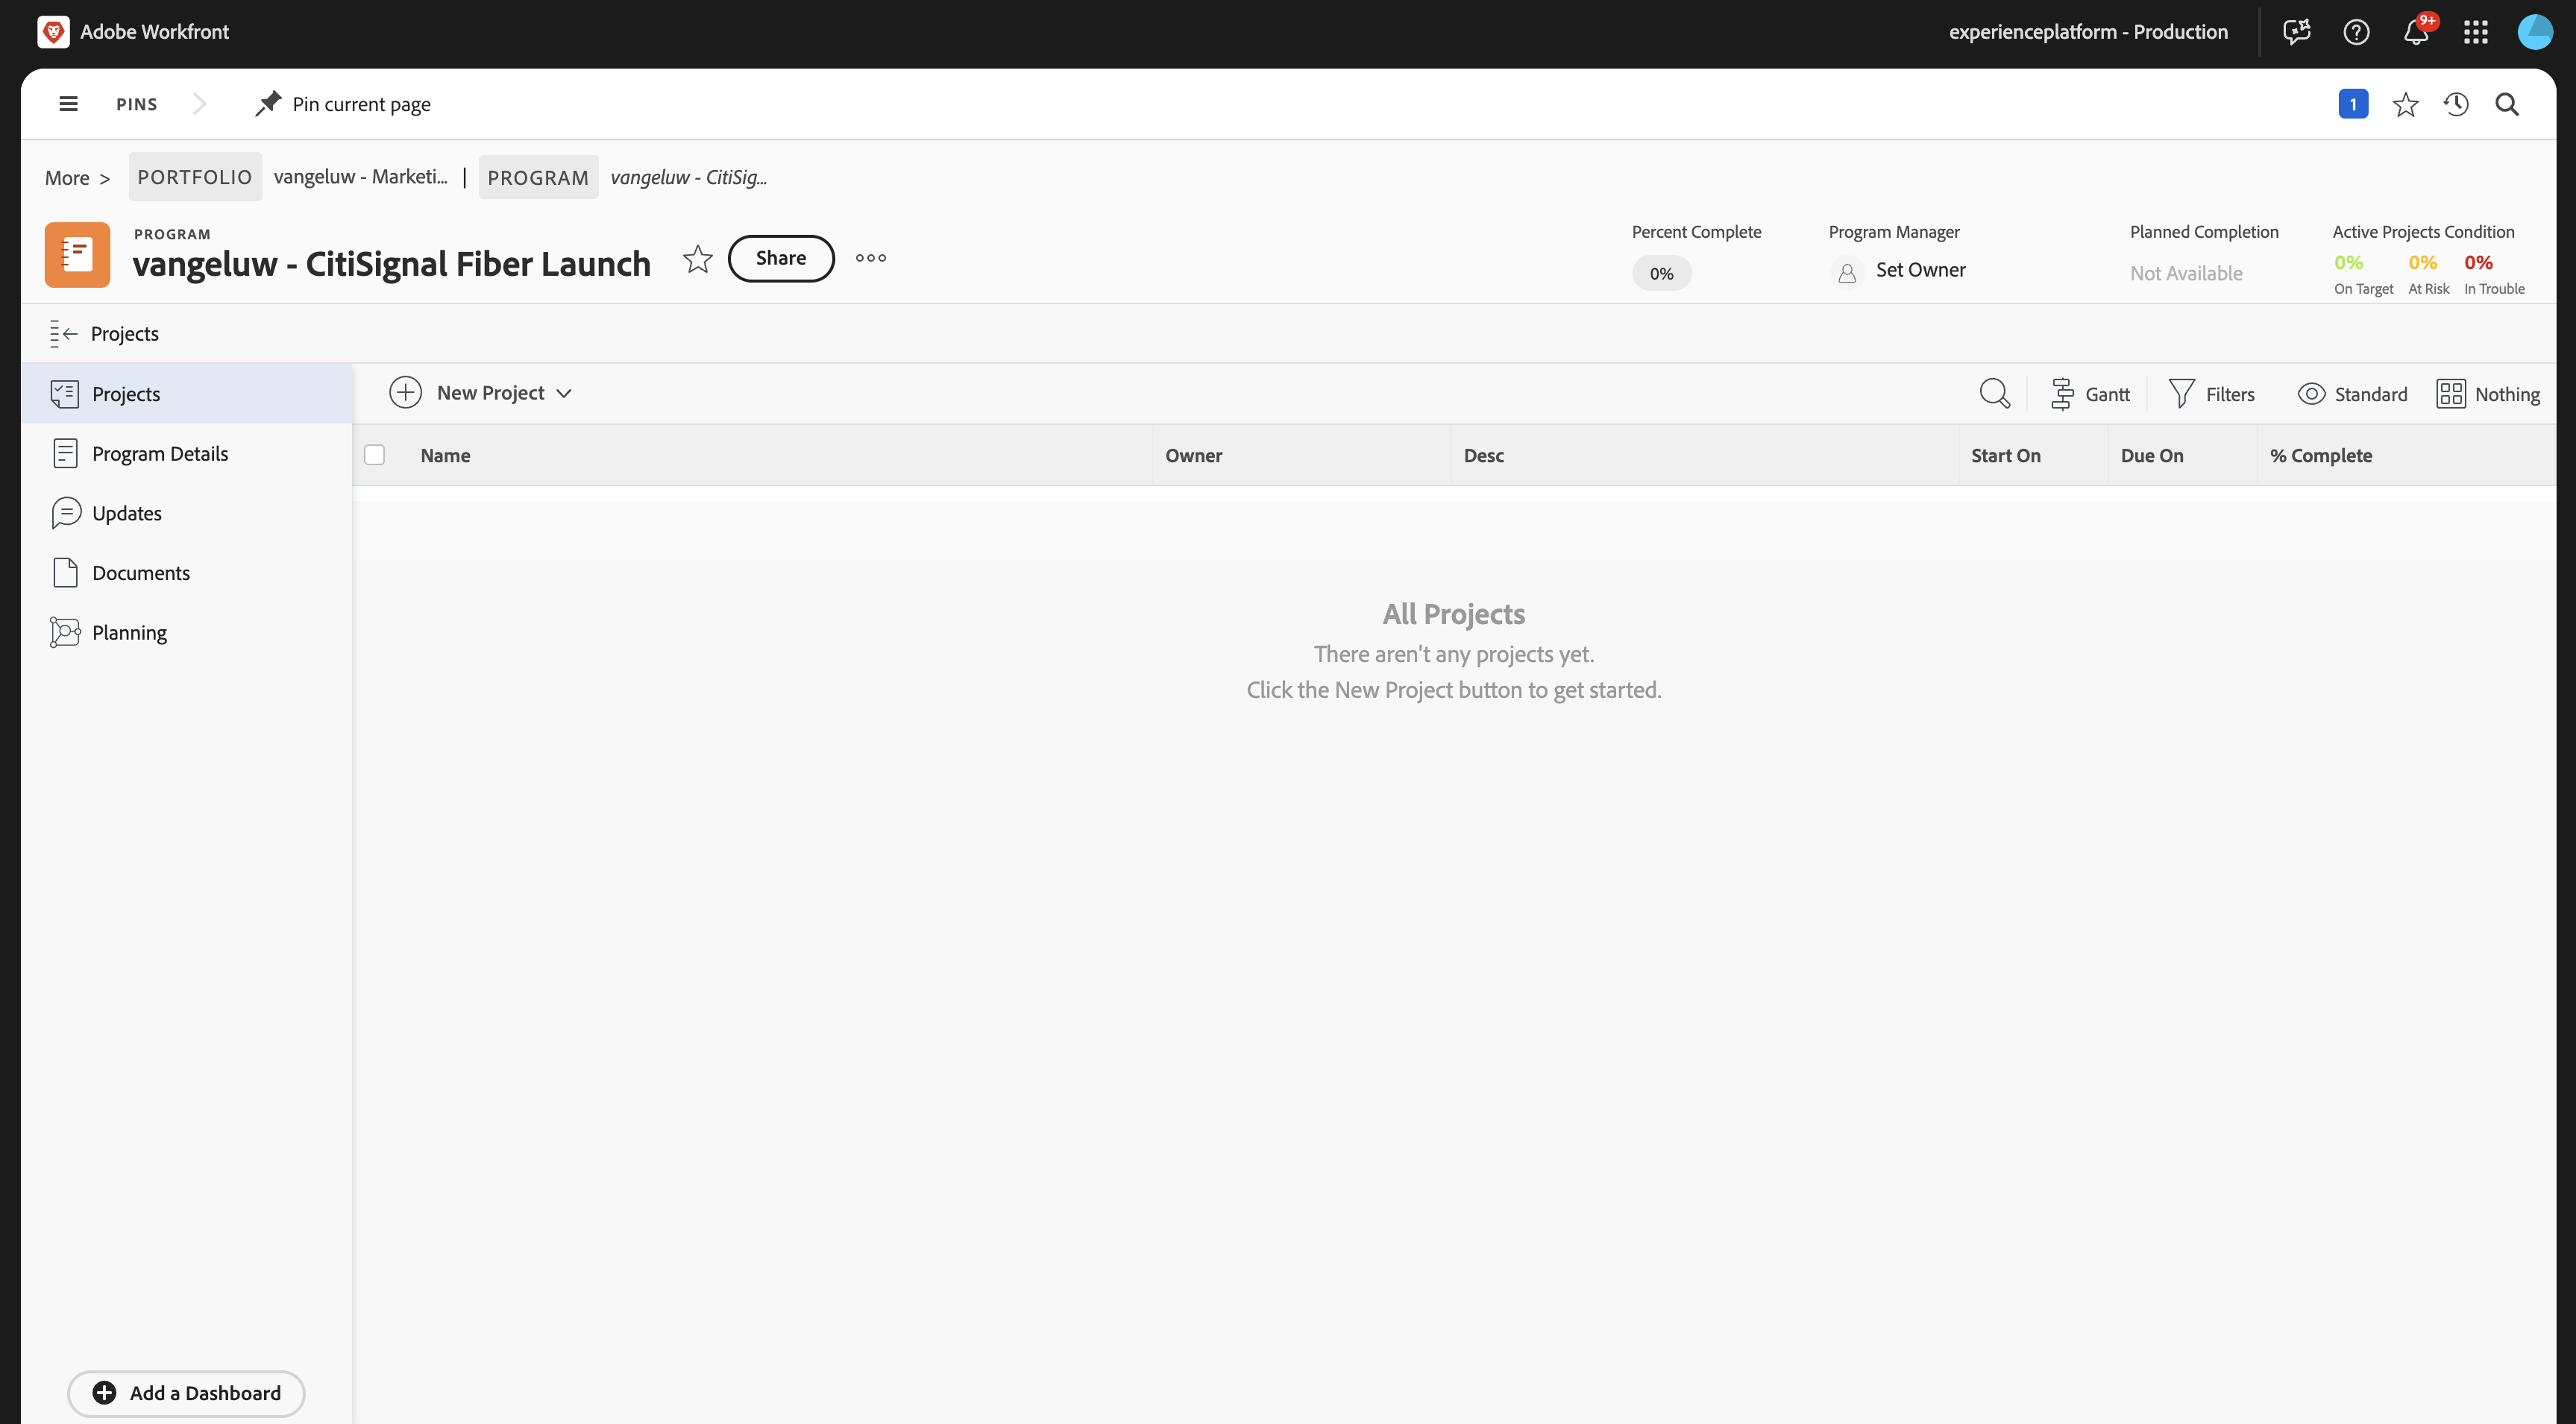 Adobe Workfront
experienceplatform - Production
9+
PINS
Pin current page
1
More >
PORTFOLIO
vangeluw - Marketi...
|
PROGRAM
vangeluw - CitiSig...
PROGRAM
vangeluw - CitiSignal Fiber Launch
Share
Percent Complete
0%
Program Manager
Set Owner
Planned Completion
Not Available
Active Projects Condition
0% 0% 0%
On Target At Risk In Trouble
Projects
Projects
Program Details
Updates
Documents
Planning
Add a Dashboard
New Project
Gantt
Filters
Standard
Nothing
Name Owner Desc Start On Due On % Complete
All Projects
There aren't any projects yet.
Click the New Project button to get started.